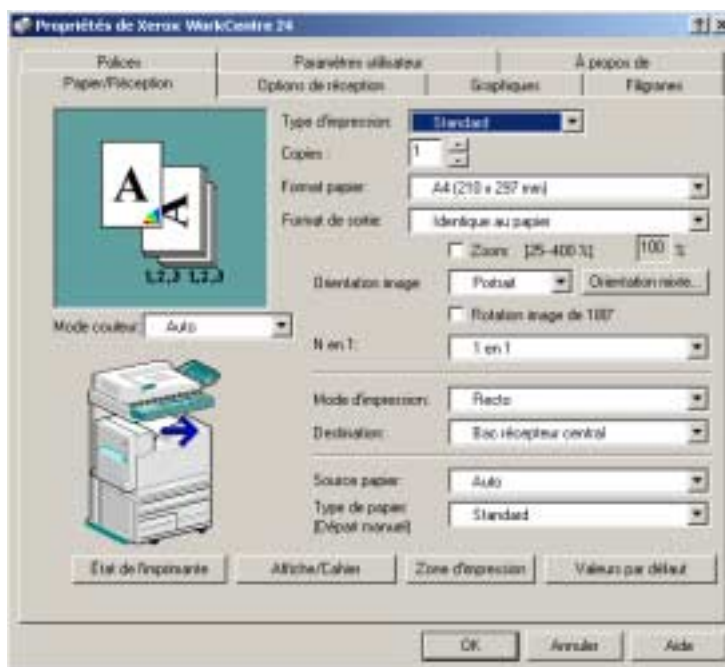 Propriétés de Xerox WorkCentre 24
Polices
Paramètres utilisateur
À propos de
Papier/Réception
Options de réception
Graphiques
Filigranes
A
A
1,2,3 1,2,3
Mode couleur: Auto
Type d'impression: Standard
Copies : 1
Format papier: A4 (210 x 297 mm)
Format de sortie: Identique au papier
Zoom [25-400 %] 100 %
Orientation image Portrait Orientation mixte...
Rotation image de 180°
N en 1: 1 en 1
Mode d'impression: Recto
Destination: Bac récepteur central
Source papier: Auto
Type de papier: Standard
(Départ manuel)
État de l'imprimante
Affiche/Cahier
Zone d'impression
Valeurs par défaut
OK
Annuler
Aide